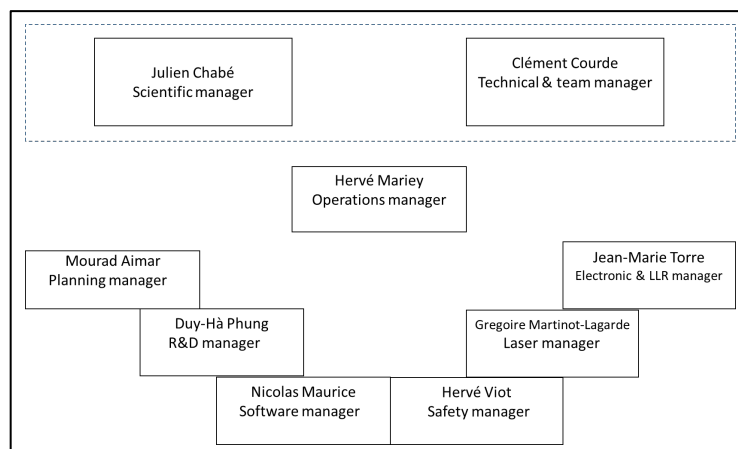 Julien Chabé
Scientific manager
Clément Courde
Technical & team manager
Hervé Mariey
Operations manager
Mourad Aimar
Planning manager
Jean-Marie Torre
Electronic & LLR manager
Duy-Hà Phung
R&D manager
Gregoire Martinot-Lagarde
Laser manager
Nicolas Maurice
Software manager
Hervé Viot
Safety manager